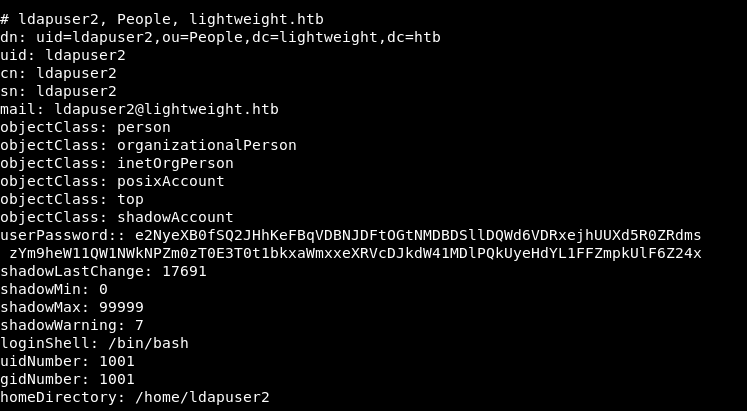 # ldapuser2, People, lightweight.htb
dn: uid=ldapuser2,ou=People,dc=lightweight,dc=htb
uid: ldapuser2
cn: ldapuser2
sn: ldapuser2
mail: ldapuser2@lightweight.htb
objectClass: person
objectClass: organizationalPerson
objectClass: inetOrgPerson
objectClass: posixAccount
objectClass: top
objectClass: shadowAccount
userPassword:: e2NyeXB0fSQ2JHhKeFBqVDBNJDFtOGtNMDBDSllDQWd6VDRxejhUUXd5R0ZRdms
 zYm9heW11QW1NWkNPZm0zT0E3T0t1bkxaWmxxeXRVcDJkdW41MDlPQkUyeHdYL1FFZmpkUlF6Z24x
shadowLastChange: 17691
shadowMin: 0
shadowMax: 99999
shadowWarning: 7
loginShell: /bin/bash
uidNumber: 1001
gidNumber: 1001
homeDirectory: /home/ldapuser2